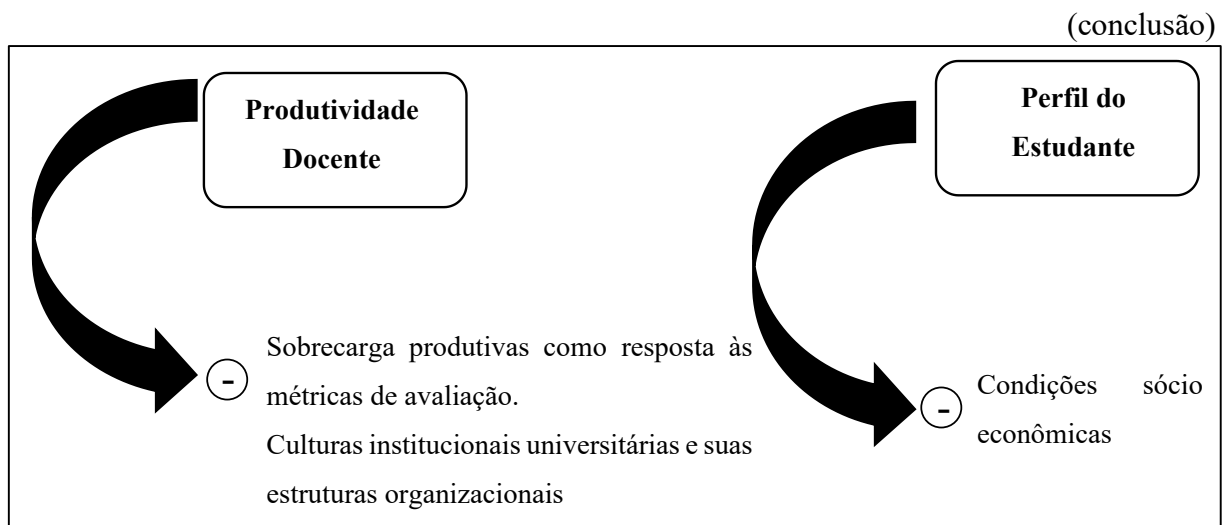 (conclusão)
Produtividade
Docente
Perfil do
Estudante
-
Sobrecarga produtivas como resposta às
métricas de avaliação.
Culturas institucionais universitárias e suas
estruturas organizacionais
-
Condições sócio
econômicas